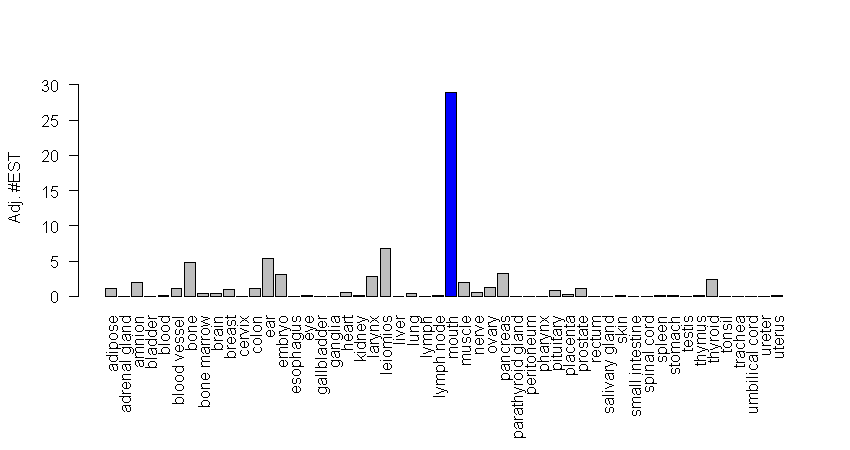 Adj. #EST
30
25
20
15
10
5
0
adipose
adrenal gland
amnion
bladder
blood
blood vessel
bone
bone marrow
brain
breast
cervix
colon
ear
embryo
esophagus
eye
gallbladder
ganglia
heart
kidney
larynx
leiomios
liver
lung
lymph
lymph node
mouth
muscle
nerve
ovary
pancreas
parathyroid gland
peritoneum
pharynx
pituitary
placenta
prostate
rectum
salivary gland
skin
small intestine
spinal cord
spleen
stomach
testis
thymus
thyroid
tonsil
trachea
umbilical cord
ureter
uterus